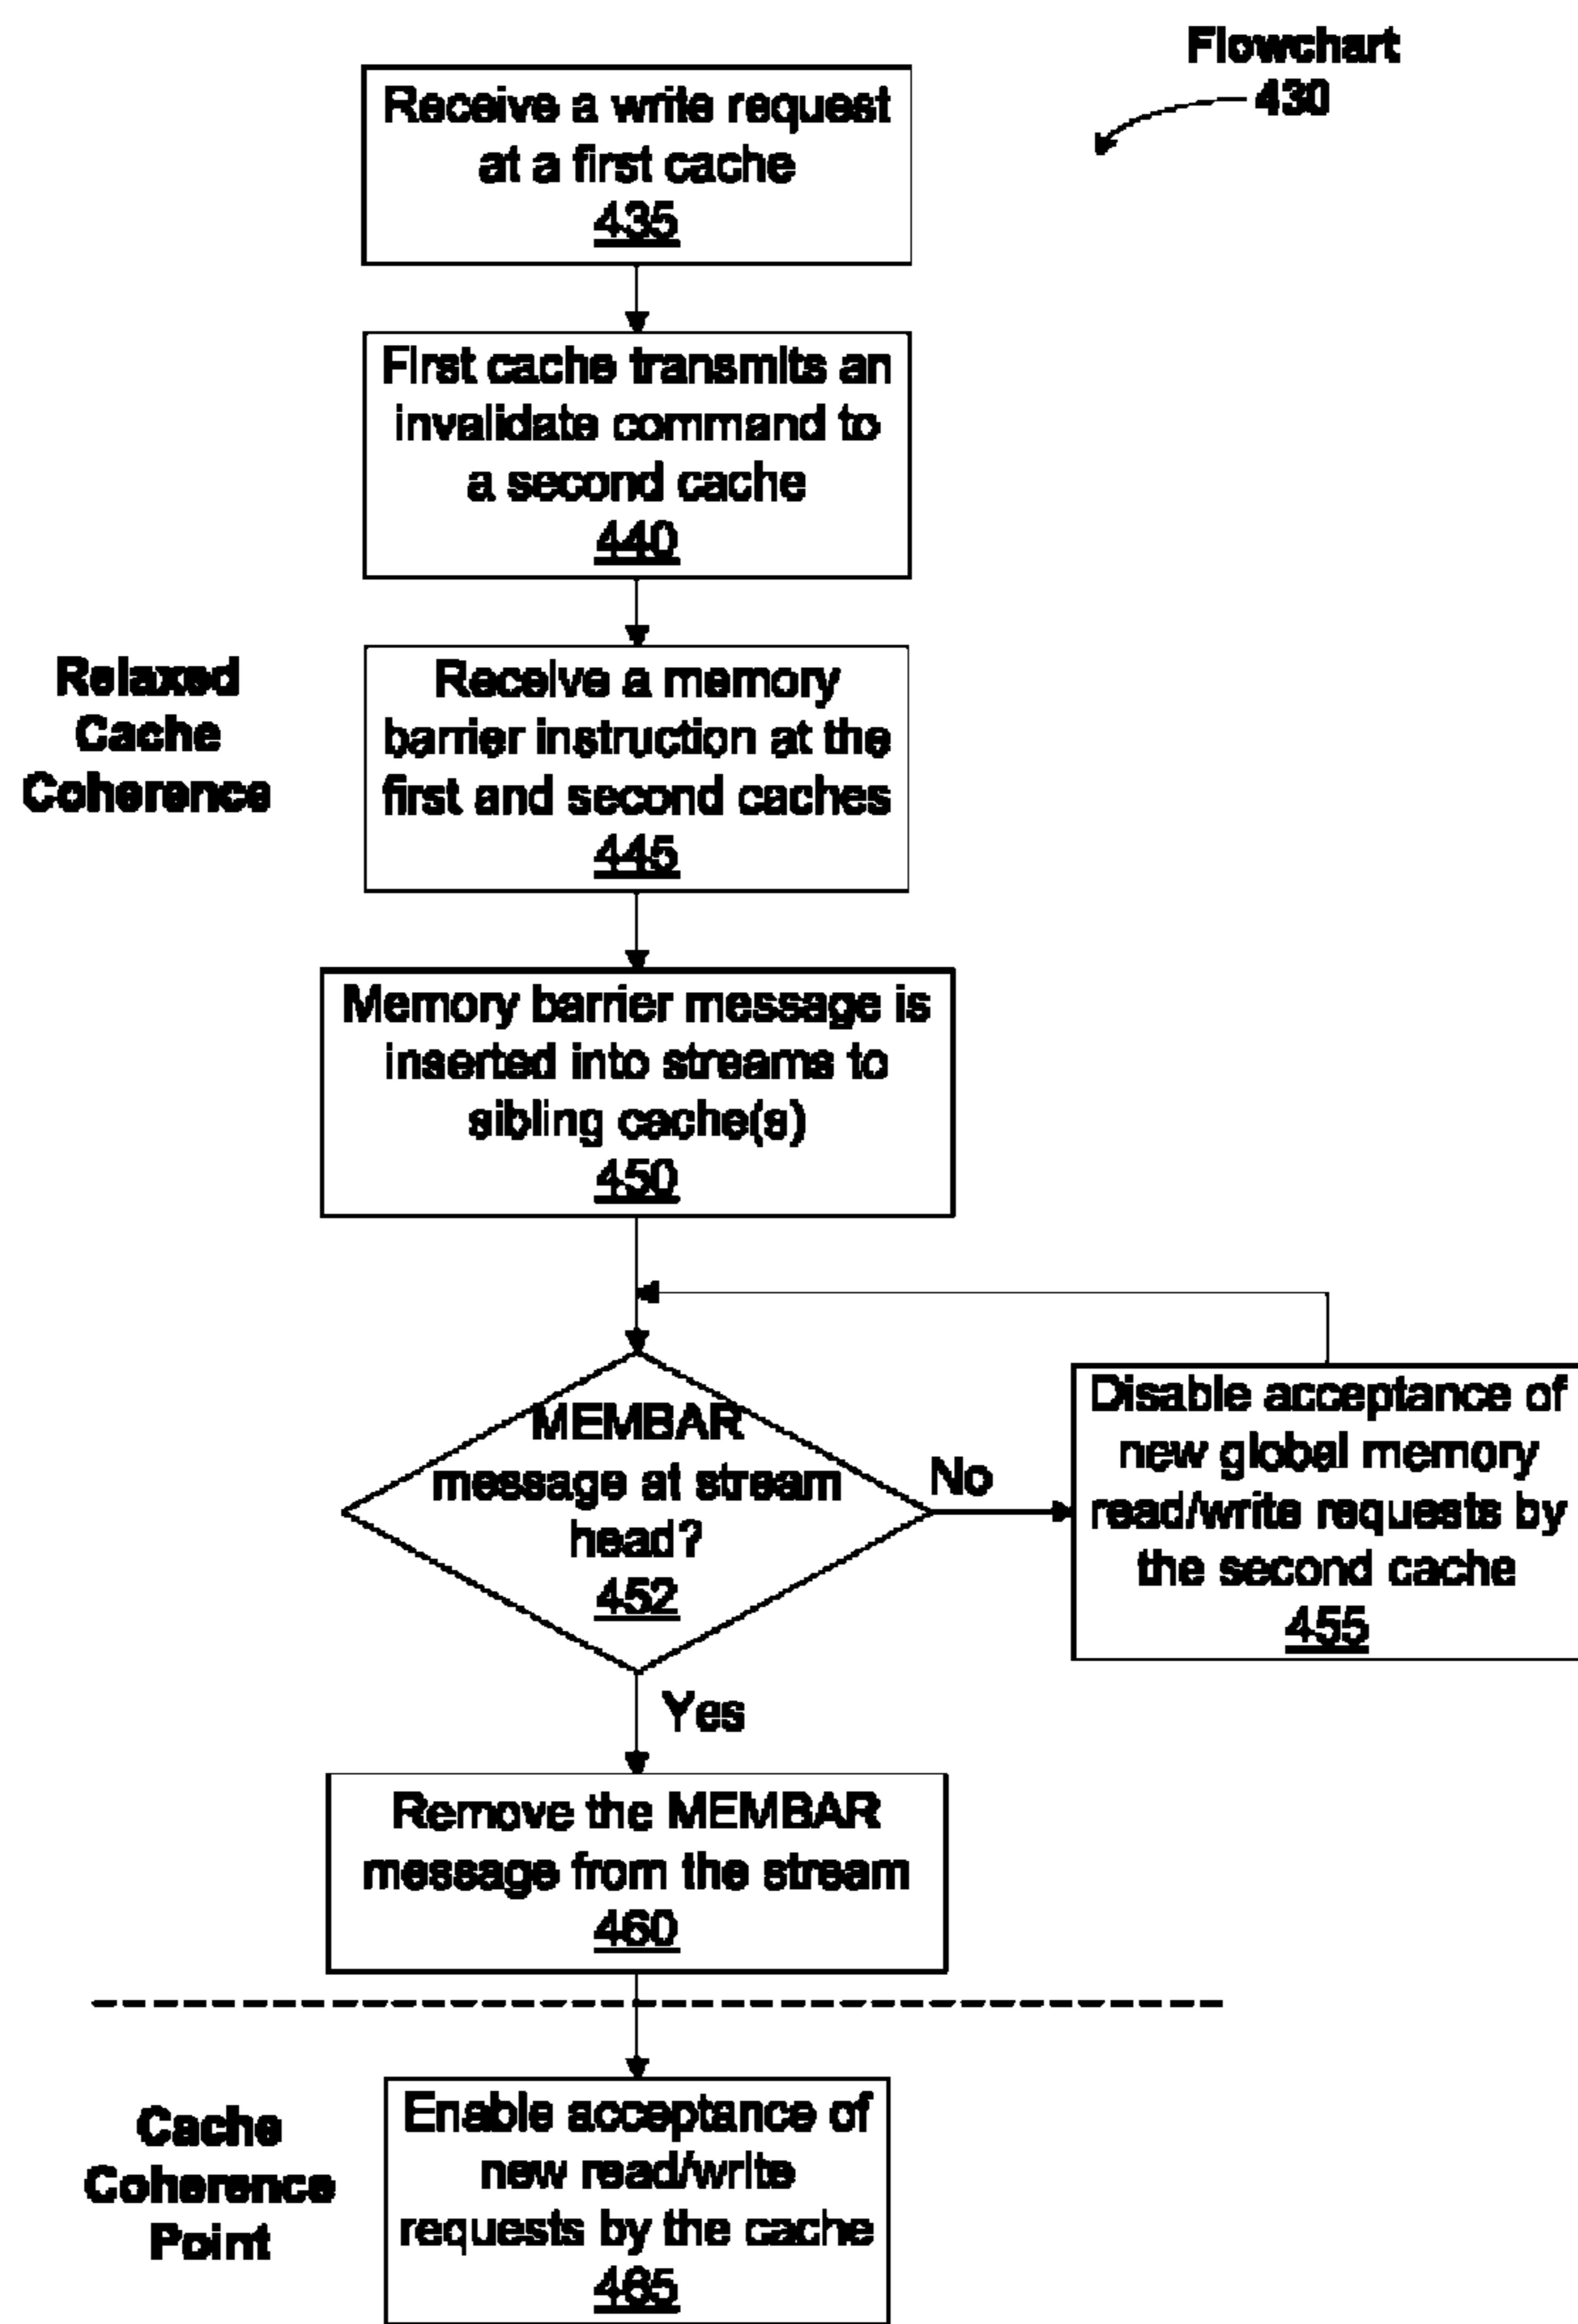 Flowchart
430
Receive a write request
at a first cache
435
First cache transmits an
invalidate command to
a second cache
440
Relaxed
Cache
Coherence
Receive a memory
barrier instruction at the
first and second caches
445
Memory barrier message is
inserted into streams to
sibling cache(s)
450
MEMBAR
message at stream
head?
452
No
Disable acceptance of
new global memory
read/write requests by
the second cache
455
Yes
Remove the MEMBAR
message from the stream
460
Cache
Coherence
Point
Enable acceptance of
new read/write
requests by the cache
465